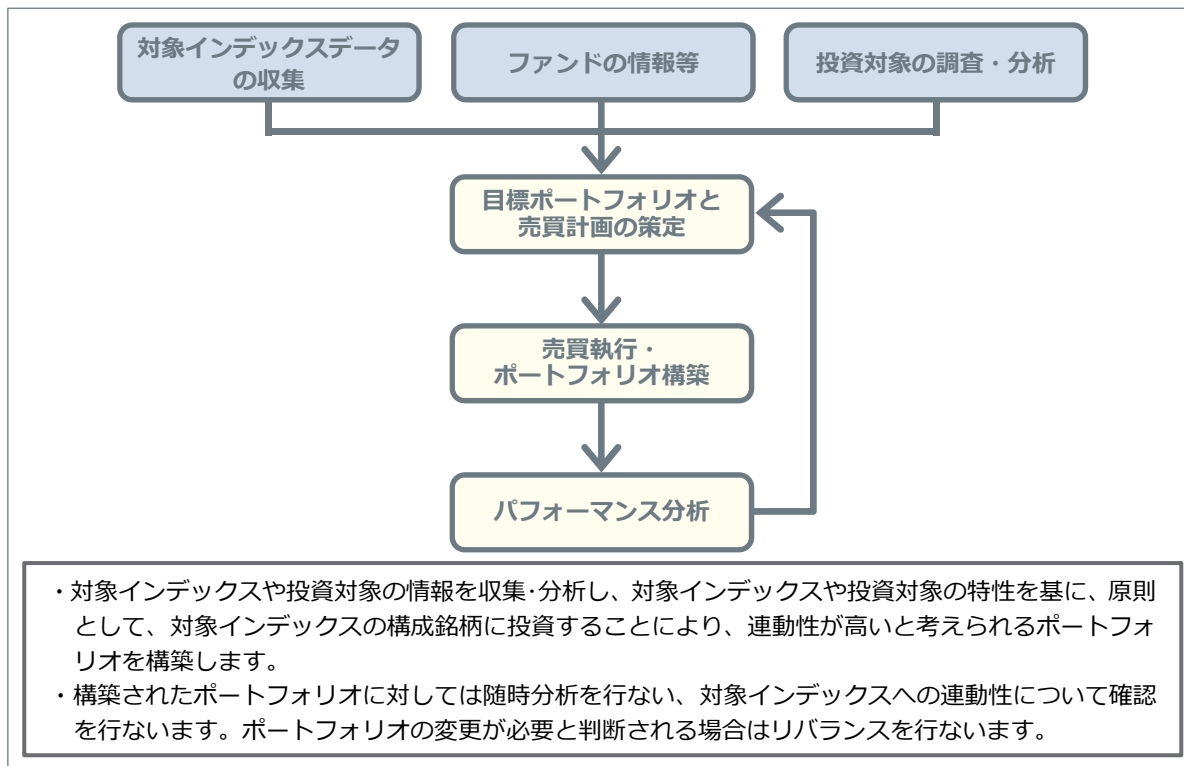 対象インデックスデータ
の収集
ファンドの情報等
投資対象の調査・分析
目標ポートフォリオと
売買計画の策定
売買執行・
ポートフォリオ構築
パフォーマンス分析
・対象インデックスや投資対象の情報を収集･分析し、対象インデックスや投資対象の特性を基に、原則
として、対象インデックスの構成銘柄に投資することにより、連動性が高いと考えられるポートフォ
リオを構築します。
・構築されたポートフォリオに対しては随時分析を行ない、対象インデックスへの連動性について確認
を行ないます。ポートフォリオの変更が必要と判断される場合はリバランスを行ないます。